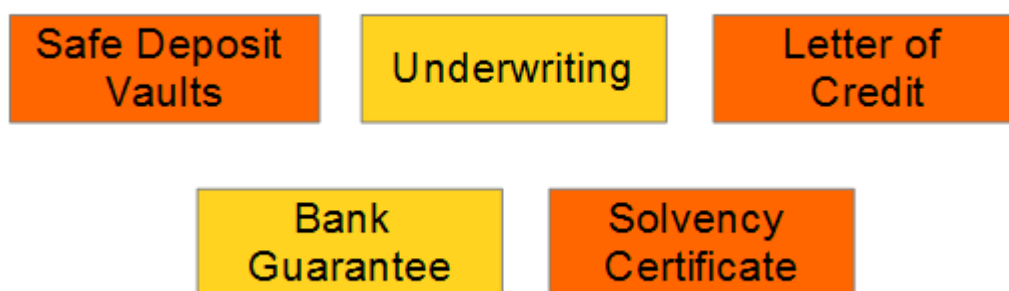 Safe Deposit
Vaults
Underwriting
Letter of
Credit
Bank
Guarantee
Solvency
Certificate